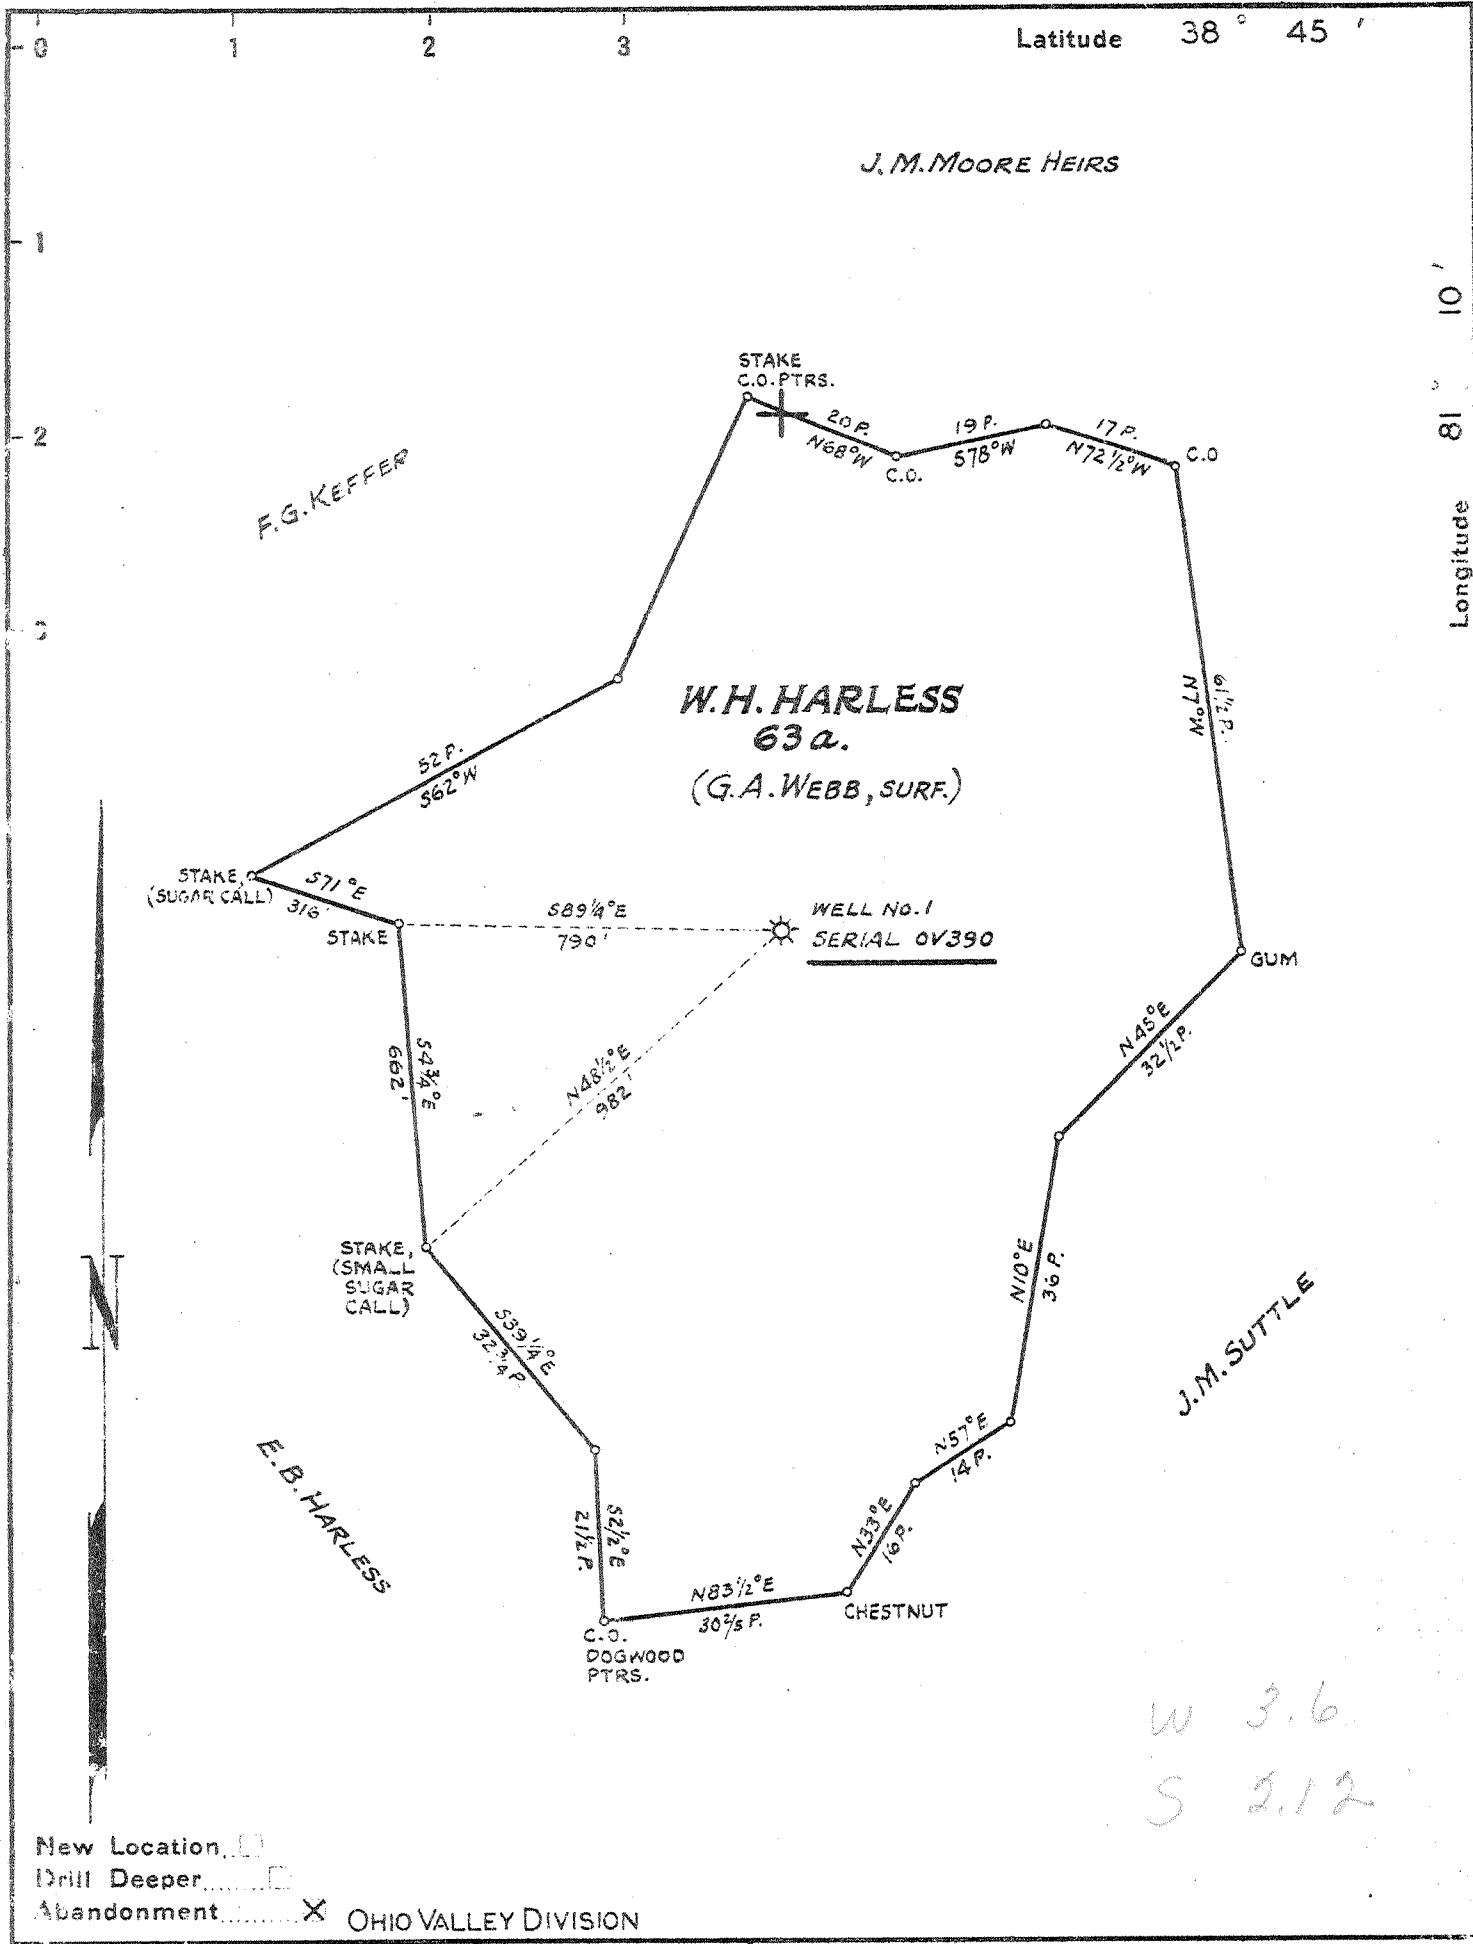 0 1 2 3
Latitude 38° 45'
J.M. MOORE HEIRS
1
Longitude 81° 10'
STAKE
C.O. PTRS.
2
20 P.
N68°W
C.O.
19 P.
S78°W
17 P.
N72½°W
C.O
F.G. KEFFER
N7°W
61½ P.
W.H. HARLESS
63 a.
(G.A. WEBB, SURF.)
52 P.
S62°W
STAKE,
(SUGAR CALL)
S71°E
316'
STAKE
S89¼°E
790'
WELL NO. 1
SERIAL OV390
GUM
N45°E
32½ P.
S4¾°E
662'
N48½°E
982'
STAKE,
(SMALL
SUGAR
CALL)
N
N10°E
36 P.
J.M. SUTTLE
S39¼°E
32¾ P.
E.B. HARLESS
N57°E
14 P.
N33°E
16 P.
S2½°E
21½ P.
N83½°E
30⅖ P.
CHESTNUT
C.O.
DOGWOOD
PTRS.
W 3.6
S 2.12
New Location
Drill Deeper
Abandonment X OHIO VALLEY DIVISION